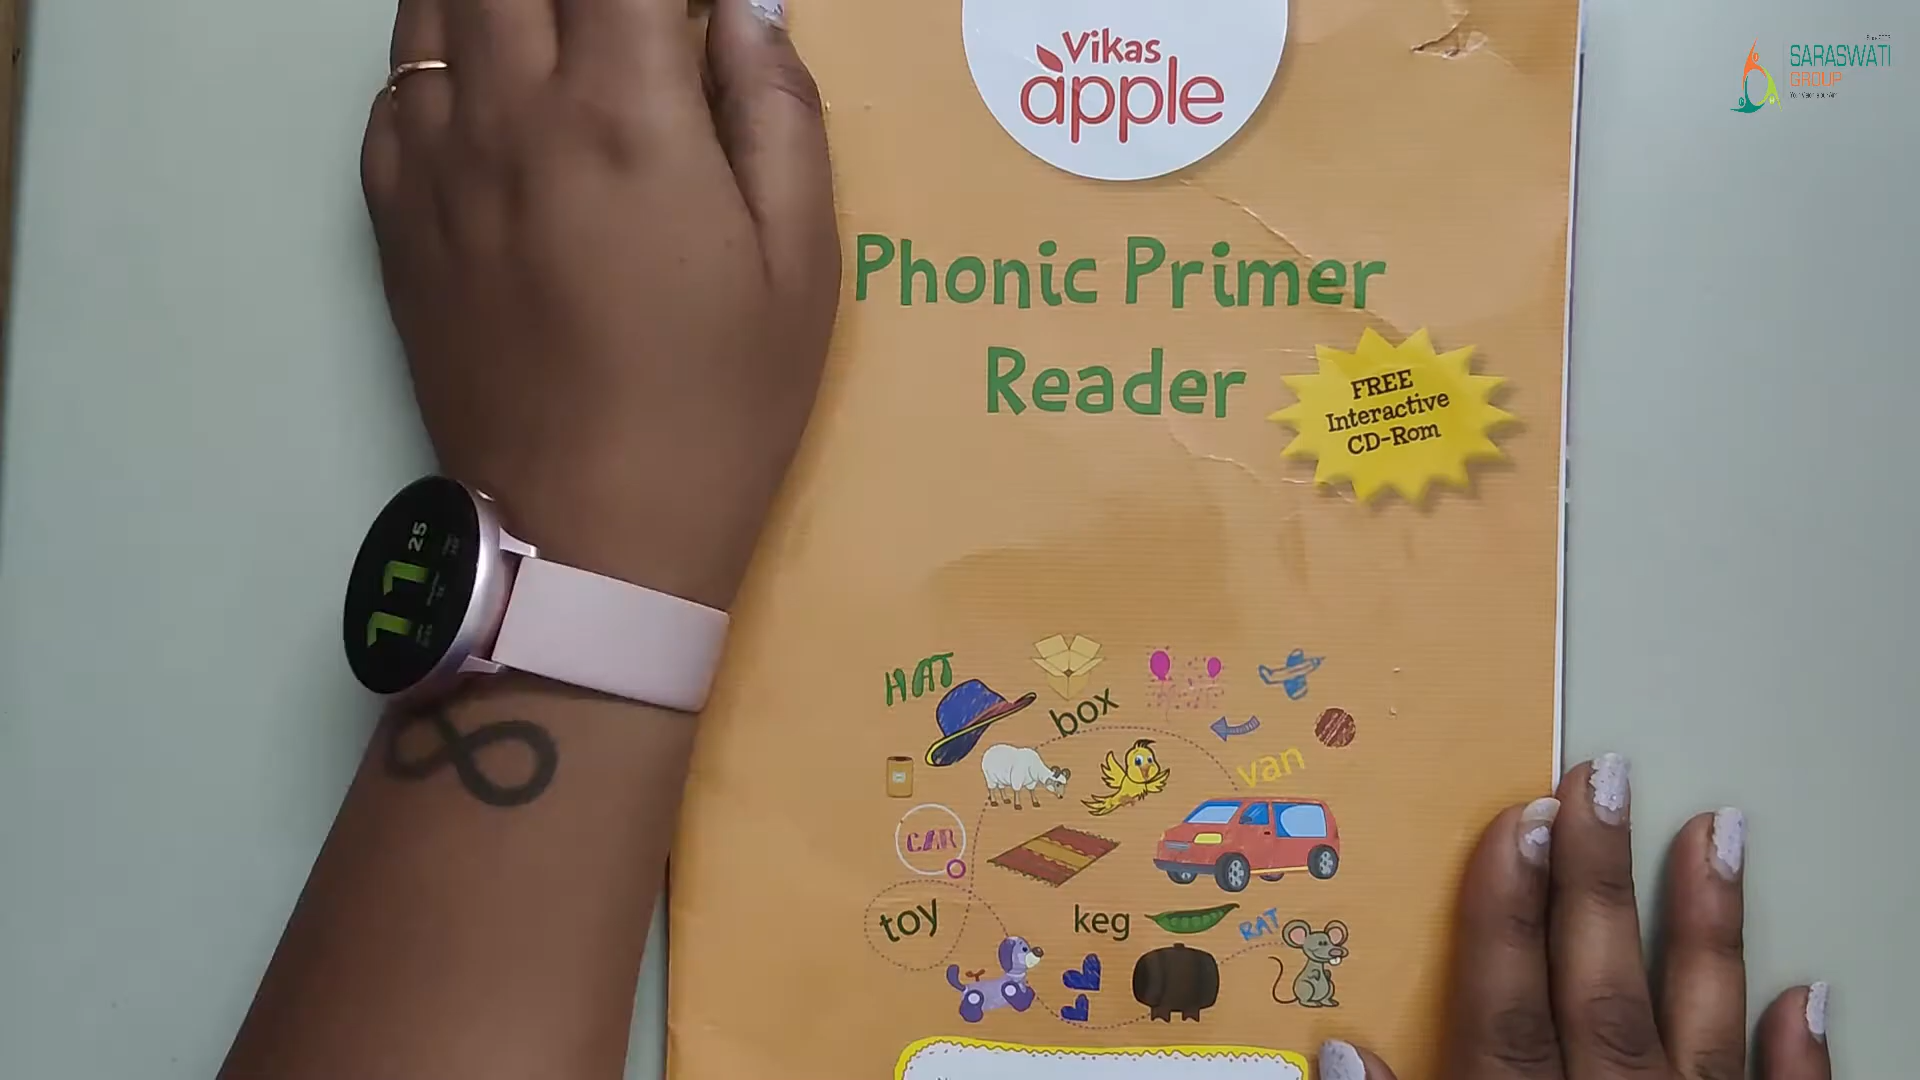 Vikas
apple
SARASWATI
GROUP
Phonic Primer
Reader
FREE
Interactive
CD-Rom
11
25
HAT
box
van
CAR
toy
keg
RAT